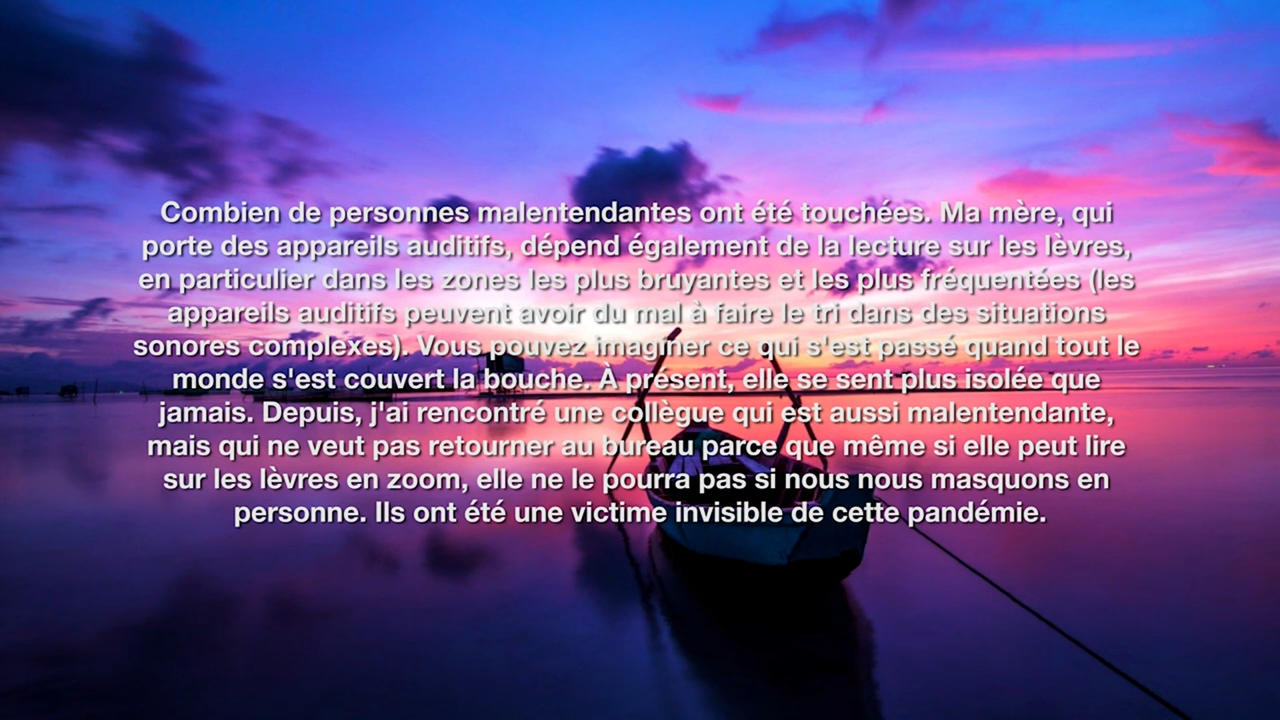 Combien de personnes malentendantes ont été touchées. Ma mère, qui
porte des appareils auditifs, dépend également de la lecture sur les lèvres,
en particulier dans les zones les plus bruyantes et les plus fréquentées (les
appareils auditifs peuvent avoir du mal à faire le tri dans des situations
sonores complexes). Vous pouvez imaginer ce qui s'est passé quand tout le
monde s'est couvert la bouche. À présent, elle se sent plus isolée que
jamais. Depuis, j'ai rencontré une collègue qui est aussi malentendante,
mais qui ne veut pas retourner au bureau parce que même si elle peut lire
sur les lèvres en zoom, elle ne le pourra pas si nous nous masquons en
personne. Ils ont été une victime invisible de cette pandémie.